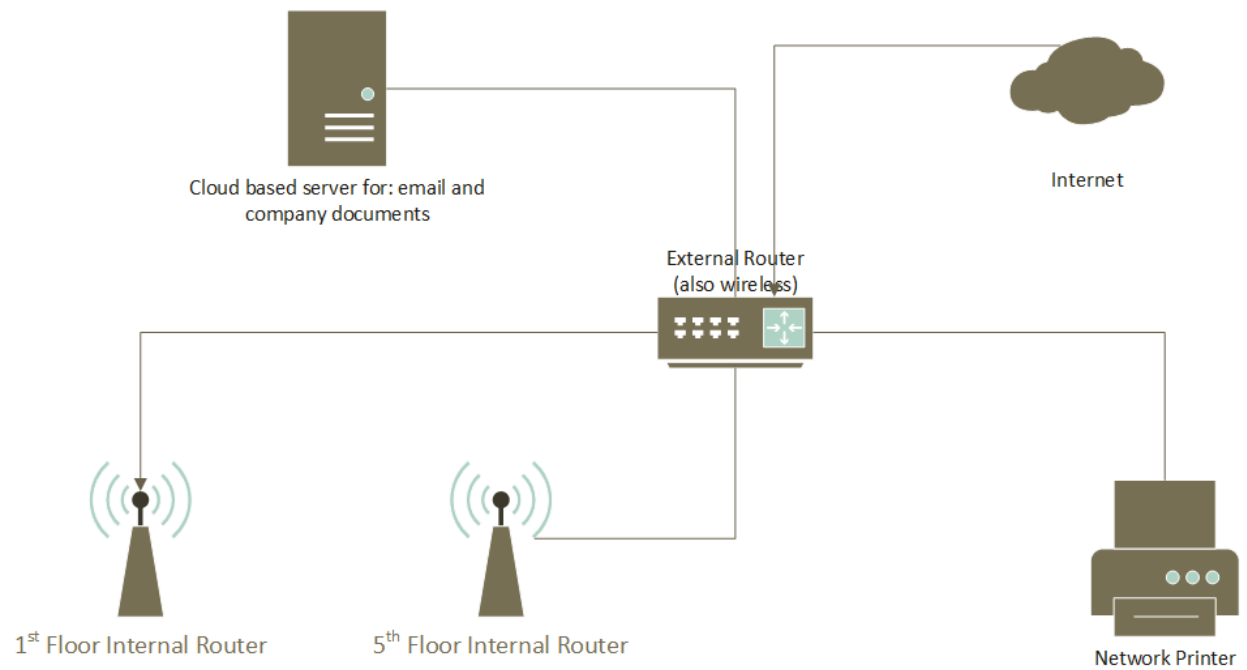 Cloud based server for: email and
company documents
Internet
External Router
(also wireless)
1st Floor Internal Router
5th Floor Internal Router
Network Printer